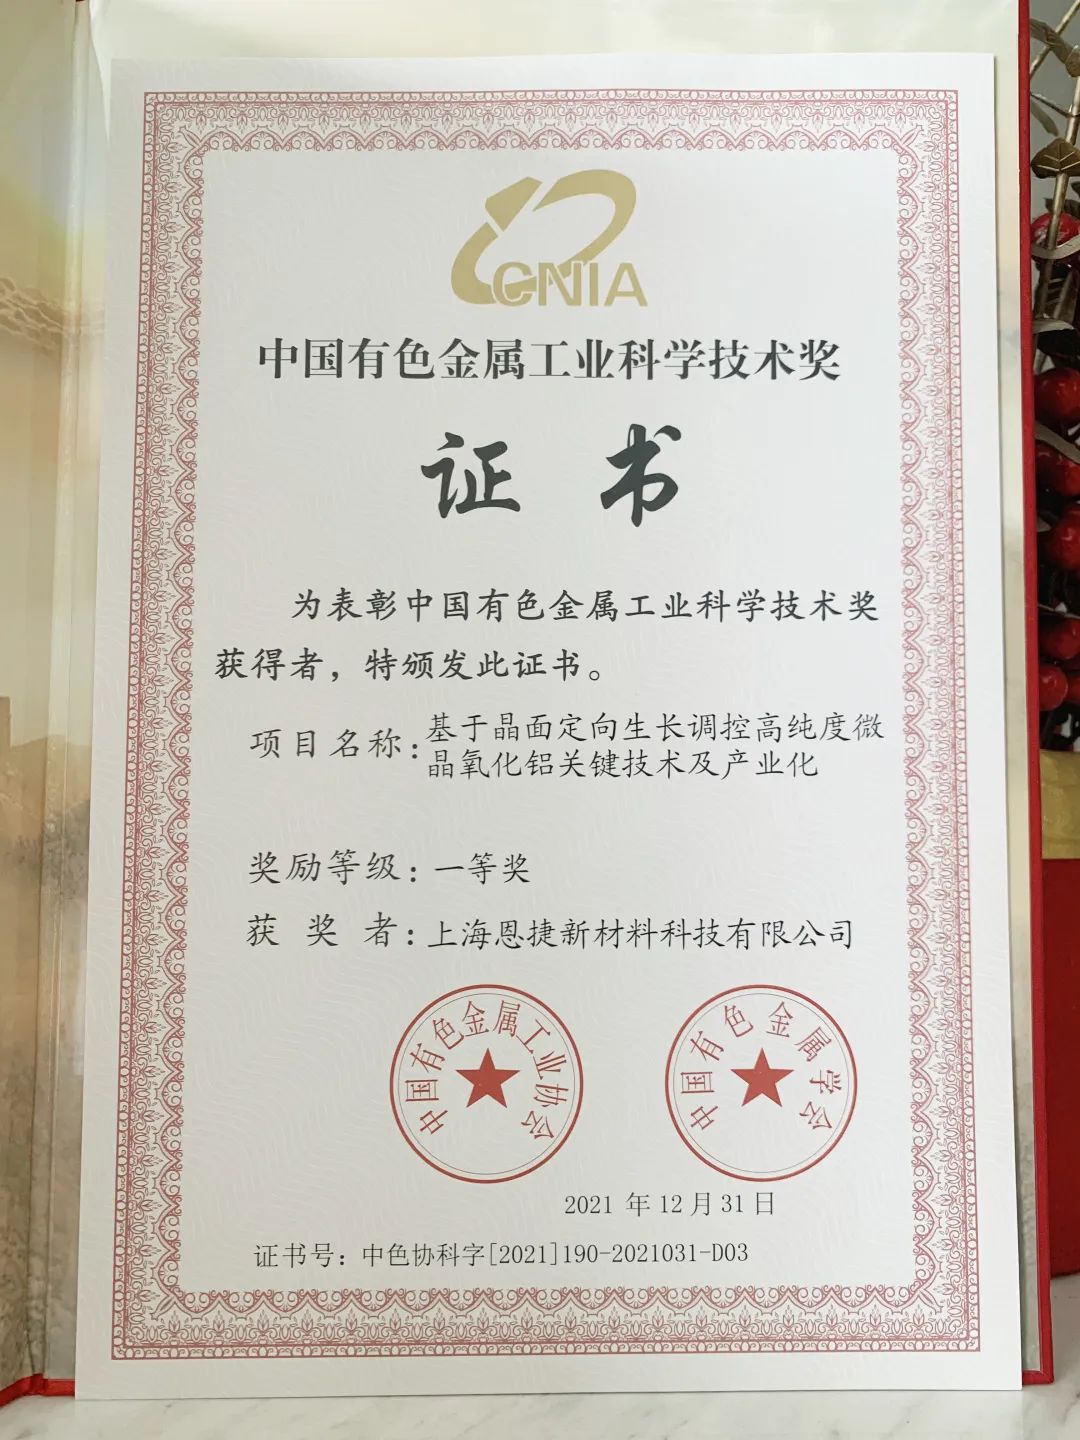 CNIA
中国有色金属工业科学技术奖
证 书
为表彰中国有色金属工业科学技术奖
获得者，特颁发此证书。
项目名称：基于晶面定向生长调控高纯度微
晶氧化铝关键技术及产业化
奖励等级：一等奖
获 奖 者：上海恩捷新材料科技有限公司
中国有色金属工业协会
中国有色金属学会
2021 年 12 月 31 日
证书号：中色协科字[2021]190-2021031-D03